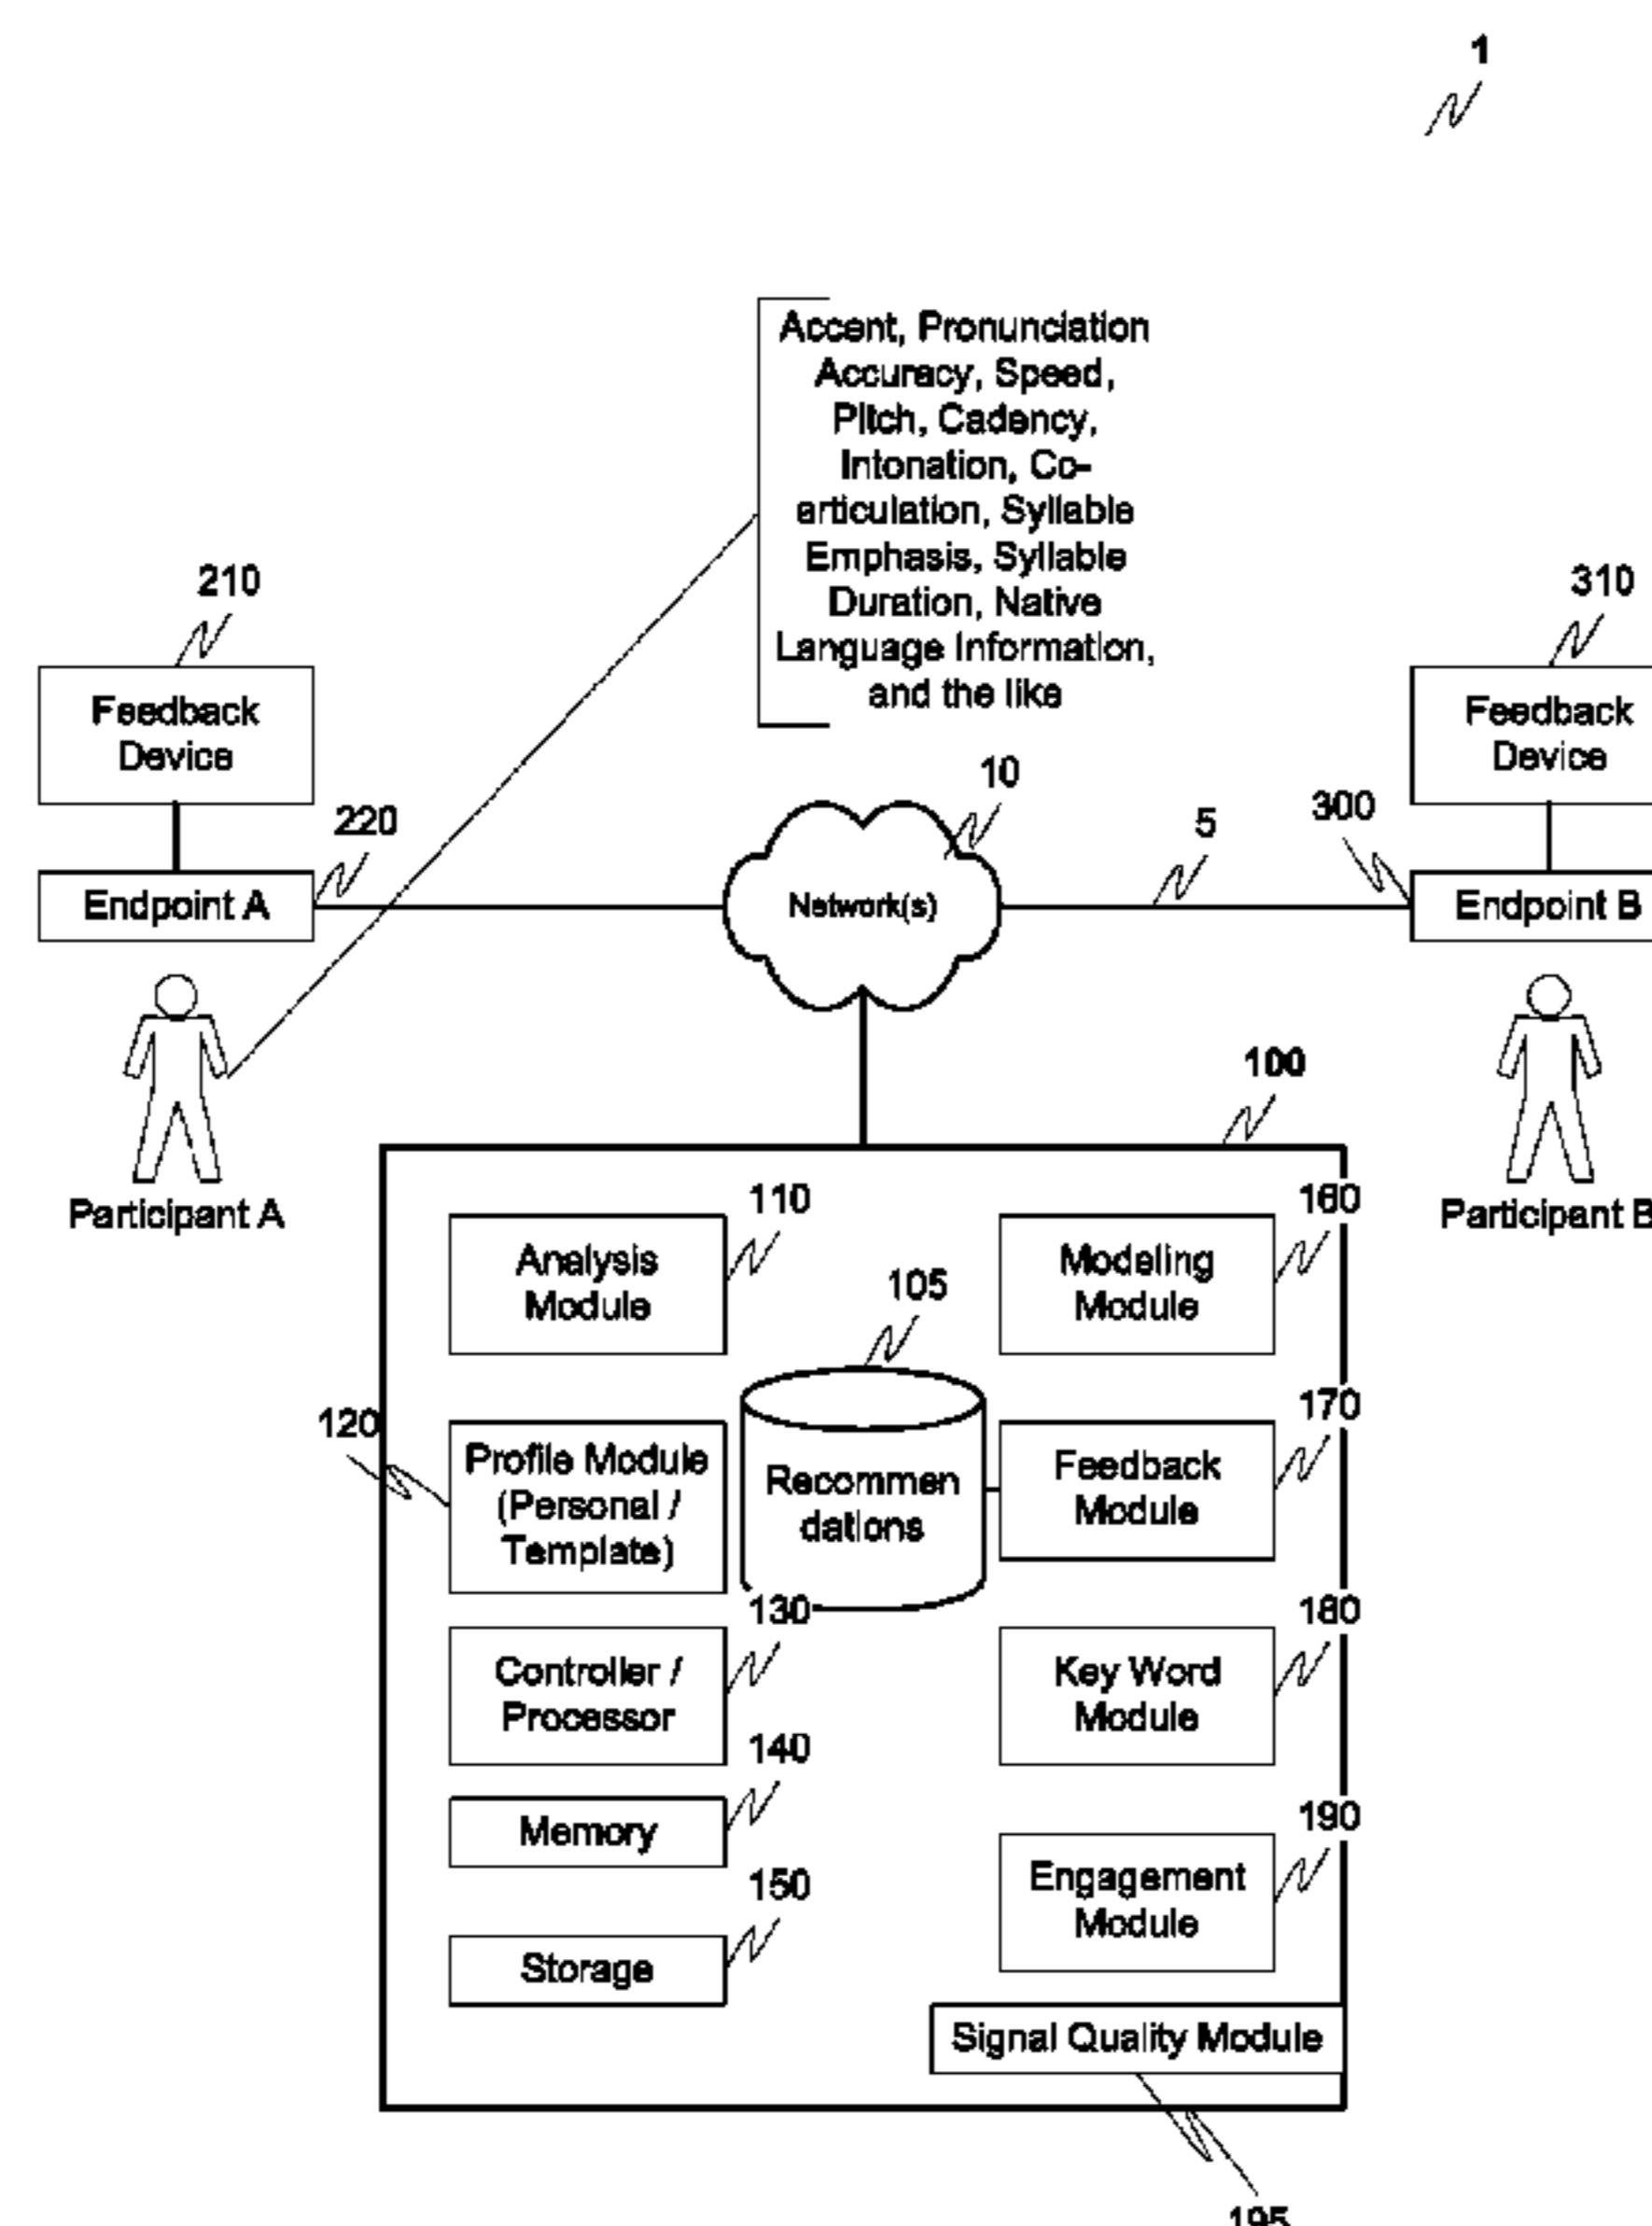 1
Accent, Pronunciation
Accuracy, Speed,
Pitch, Cadency,
Intonation, Co-
articulation, Syllable
Emphasis, Syllable
Duration, Native
Language Information,
and the like
210
310
Feedback
Device
Feedback
Device
10
220
5
300
Endpoint A
Network(s)
Endpoint B
100
Participant A
Participant B
110
160
Analysis
Module
Modeling
Module
105
120
170
Profile Module
(Personal /
Template)
Recommen
dations
Feedback
Module
130
180
Controller /
Processor
Key Word
Module
140
Memory
190
150
Engagement
Module
Storage
Signal Quality Module
195